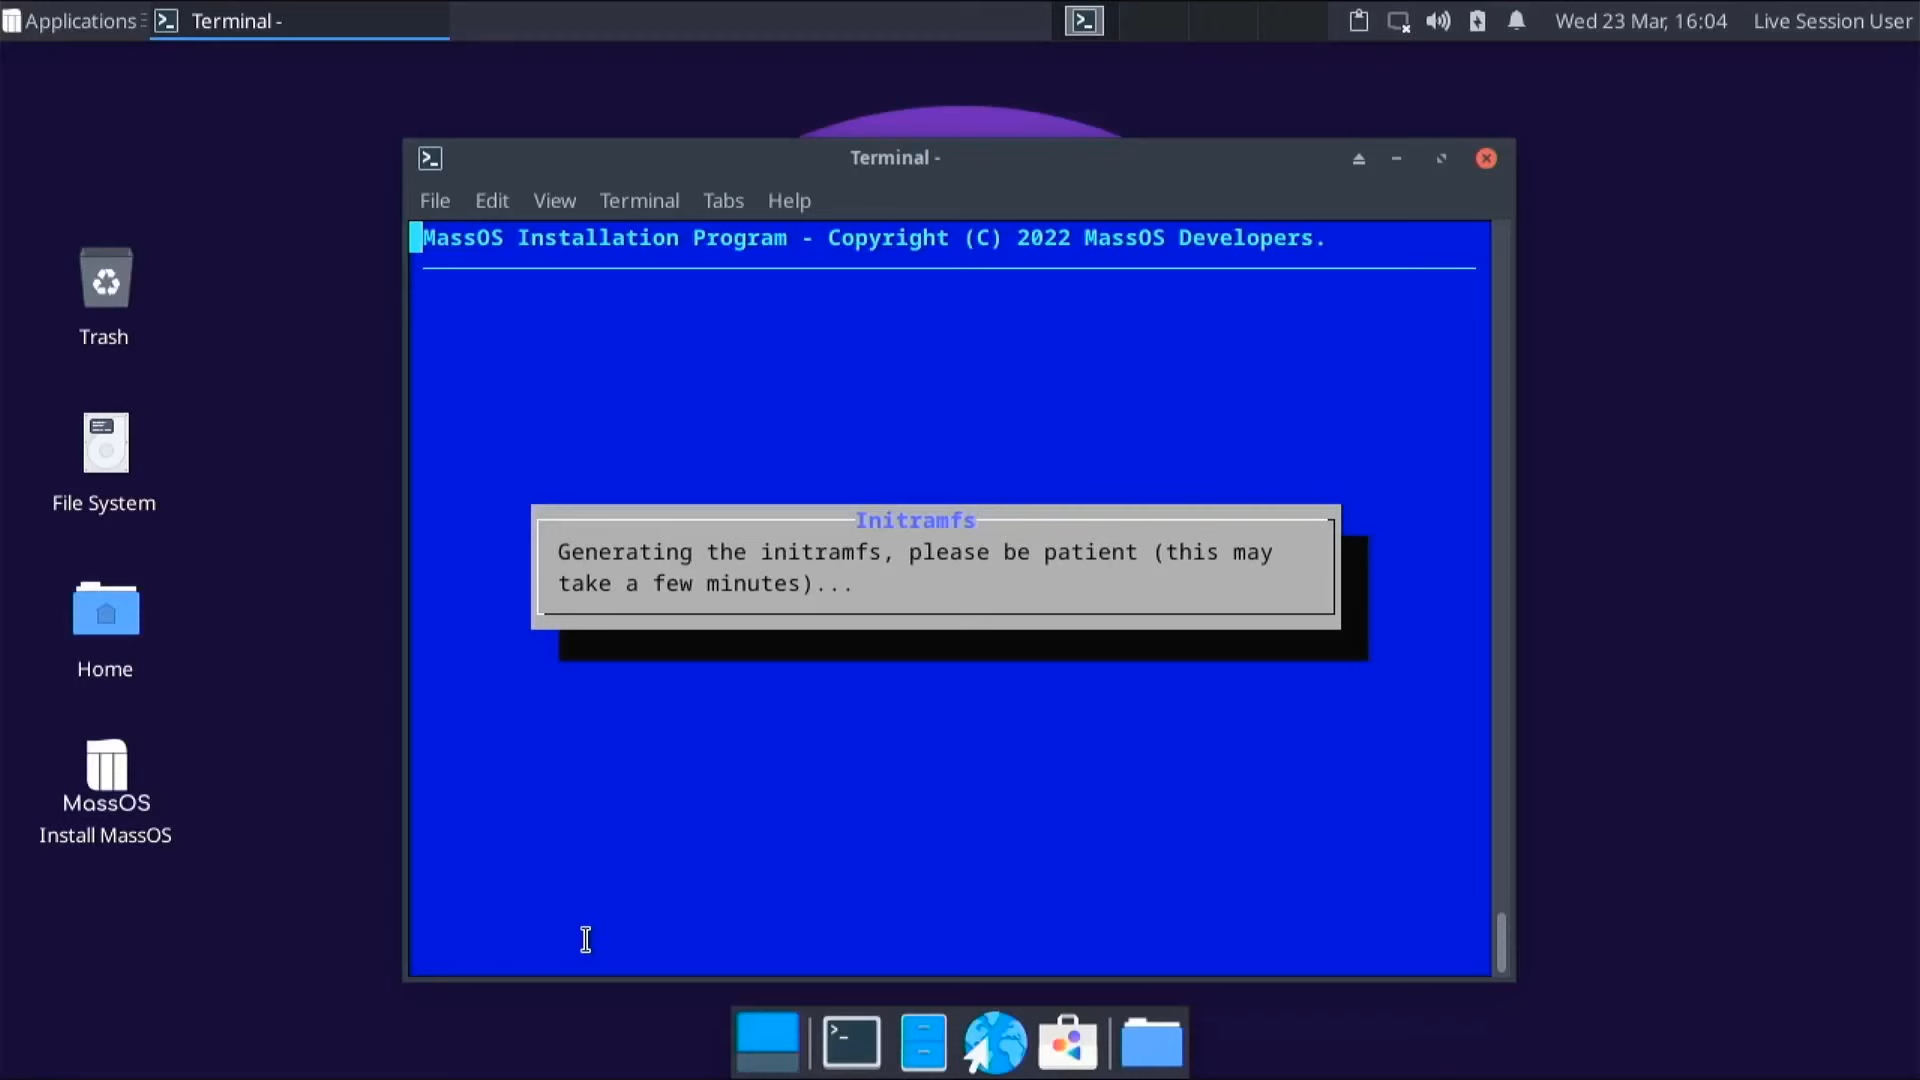 Applications
Terminal -
Wed 23 Mar, 16:04
Live Session User
Terminal -
File Edit View Terminal Tabs Help
MassOS Installation Program - Copyright (C) 2022 MassOS Developers.
Initramfs
Generating the initramfs, please be patient (this may
take a few minutes)...
Trash
File System
Home
MassOS
Install MassOS